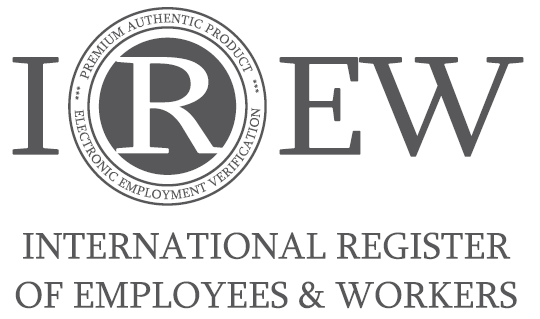 IREW
PREMIUM AUTHENTIC PRODUCT
ELECTRONIC EMPLOYMENT VERIFICATION
INTERNATIONAL REGISTER
OF EMPLOYEES & WORKERS